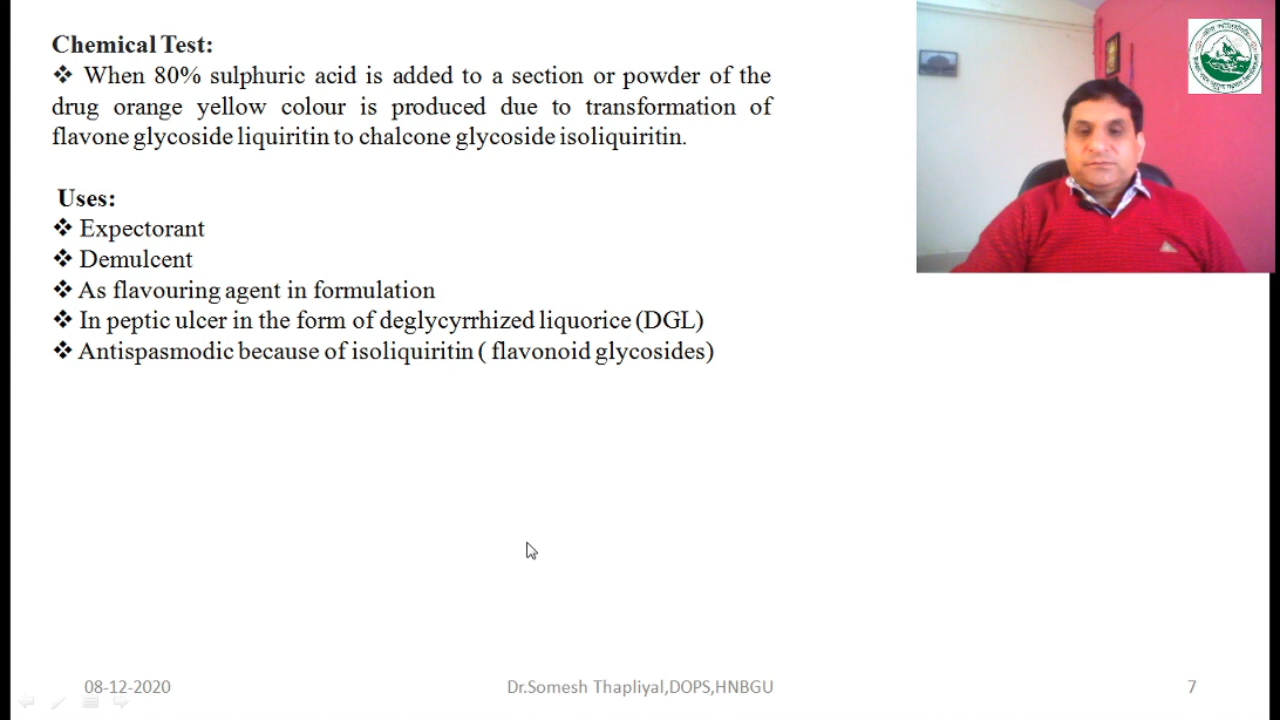 Chemical Test:
❖ When 80% sulphuric acid is added to a section or powder of the
drug orange yellow colour is produced due to transformation of
flavone glycoside liquiritin to chalcone glycoside isoliquiritin.
Uses:
❖ Expectorant
❖ Demulcent
❖ As flavouring agent in formulation
❖ In peptic ulcer in the form of deglycyrrhized liquorice (DGL)
❖ Antispasmodic because of isoliquiritin ( flavonoid glycosides)
08-12-2020
Dr.Somesh Thapliyal,DOPS,HNBGU
7